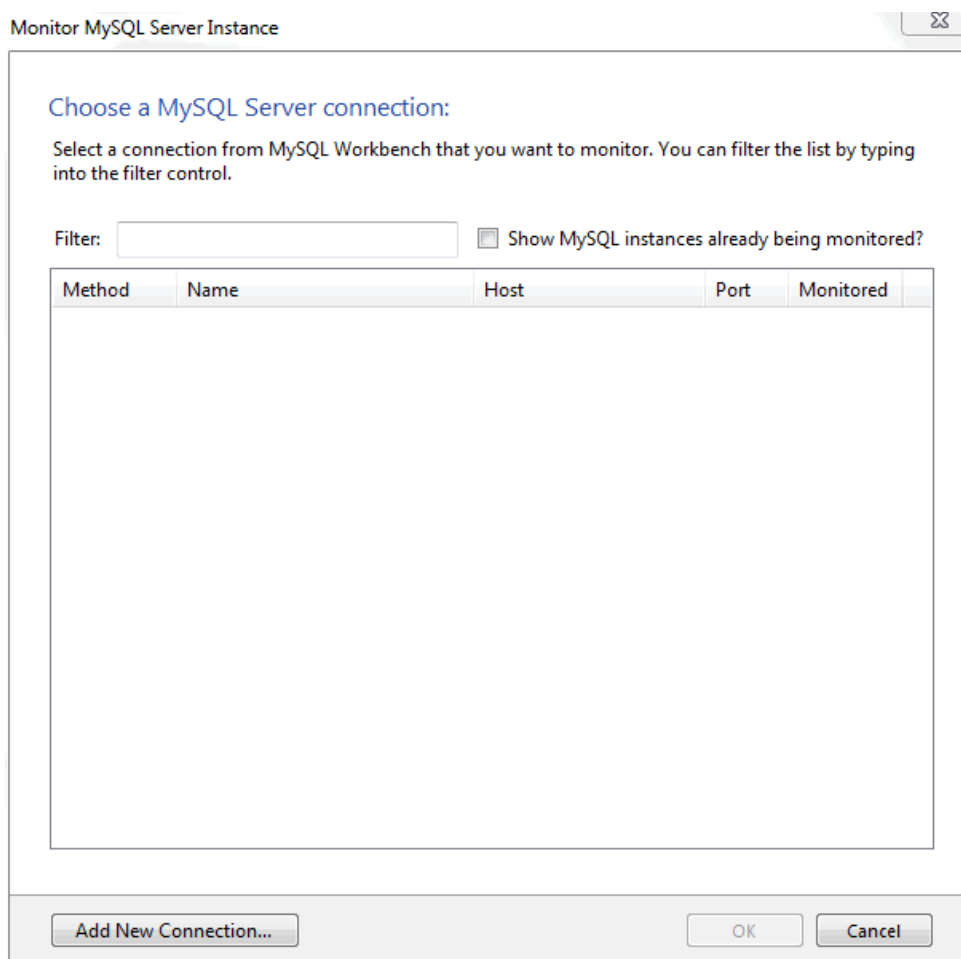 Monitor MySQL Server Instance
Choose a MySQL Server connection:
Select a connection from MySQL Workbench that you want to monitor. You can filter the list by typing
into the filter control.
Filter: Show MySQL instances already being monitored?
Method Name Host Port Monitored
Add New Connection... OK Cancel